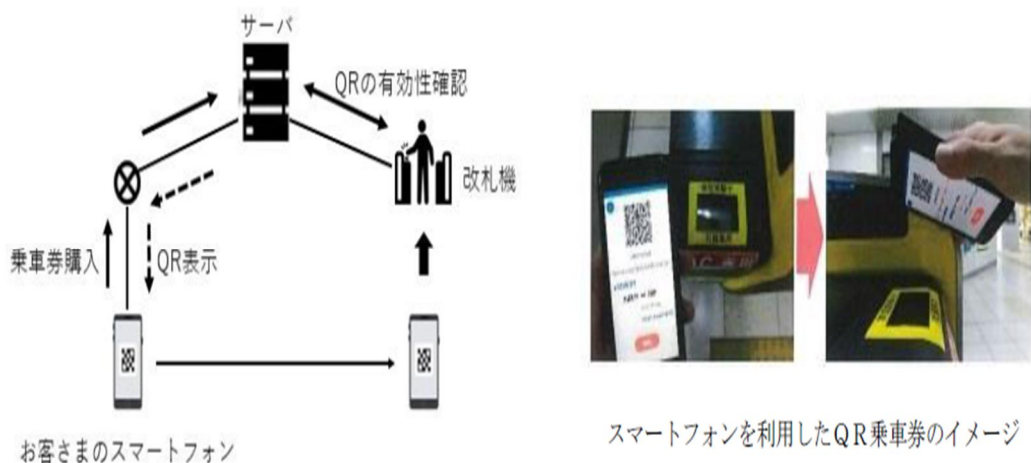 サーバ
QRの有効性確認
改札機
乗車券購入
QR表示
お客さまのスマートフォン
スマートフォンを利用したQR乗車券のイメージ